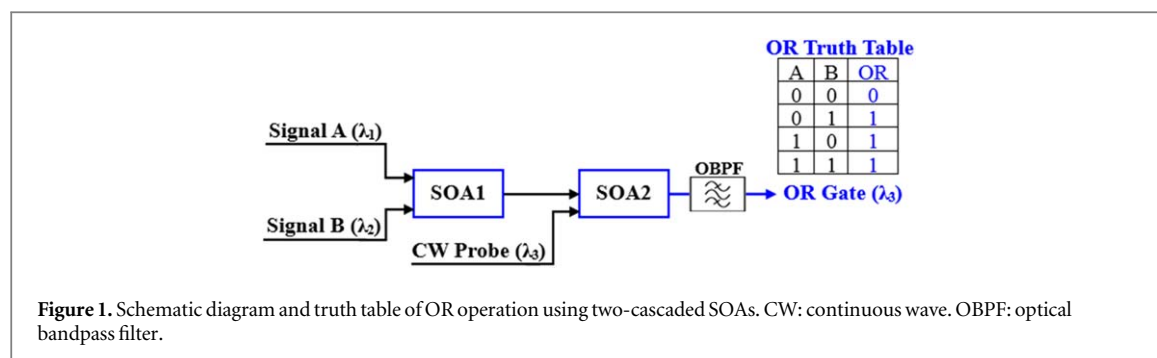 OR Truth Table
A B OR
0 0 0
0 1 1
1 0 1
1 1 1
Signal A (λ1)
Signal B (λ2)
SOA1
CW Probe (λ3)
SOA2
OBPF
OR Gate (λ3)
Figure 1. Schematic diagram and truth table of OR operation using two-cascaded SOAs. CW: continuous wave. OBPF: optical
bandpass filter.